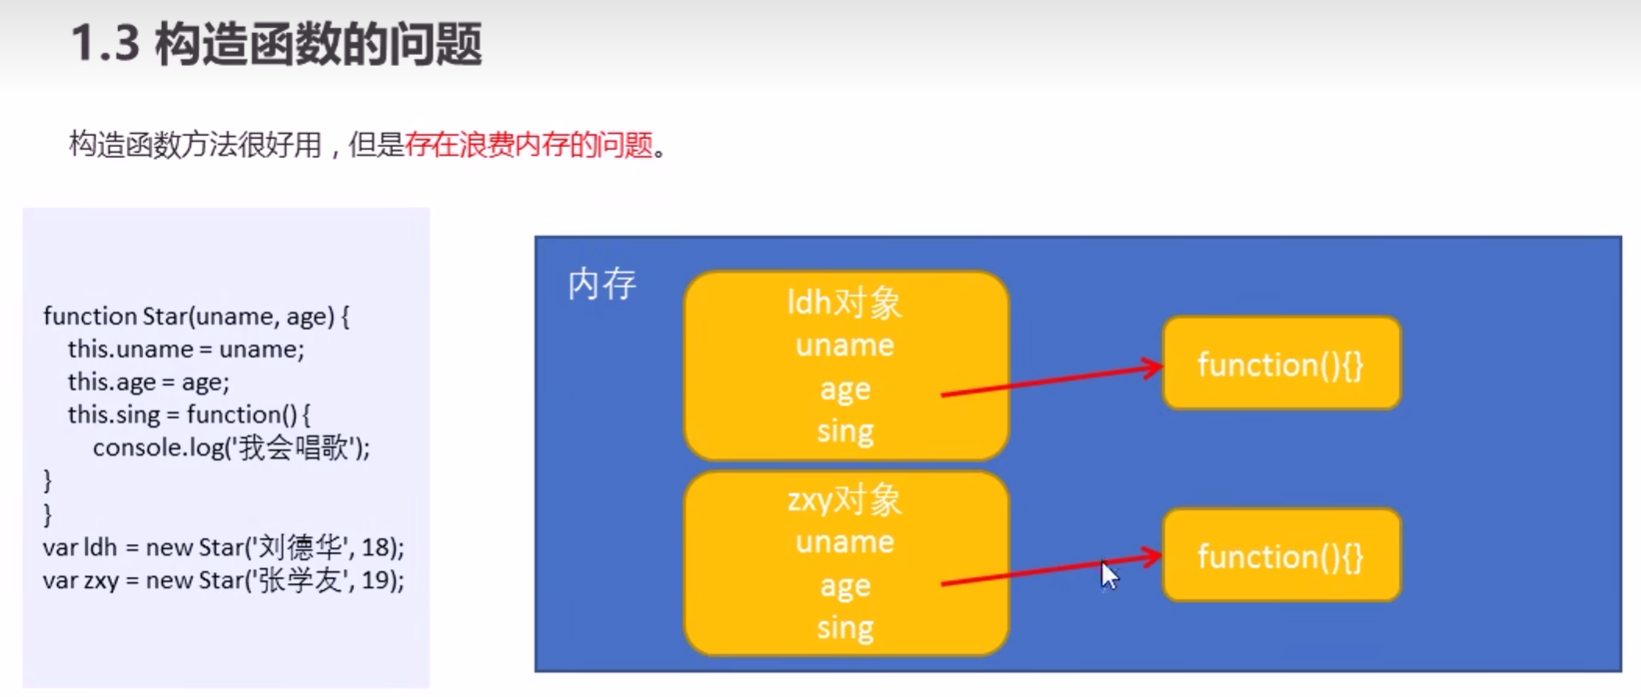 1.3 构造函数的问题
构造函数方法很好用，但是存在浪费内存的问题。
function Star(uname, age) {
this.uname = uname;
this.age = age;
this.sing = function() {
console.log('我会唱歌');
}
}
var ldh = new Star('刘德华', 18);
var zxy = new Star('张学友', 19);
内存
ldh对象
uname
age
sing
function(){}
zxy对象
uname
age
sing
function(){}